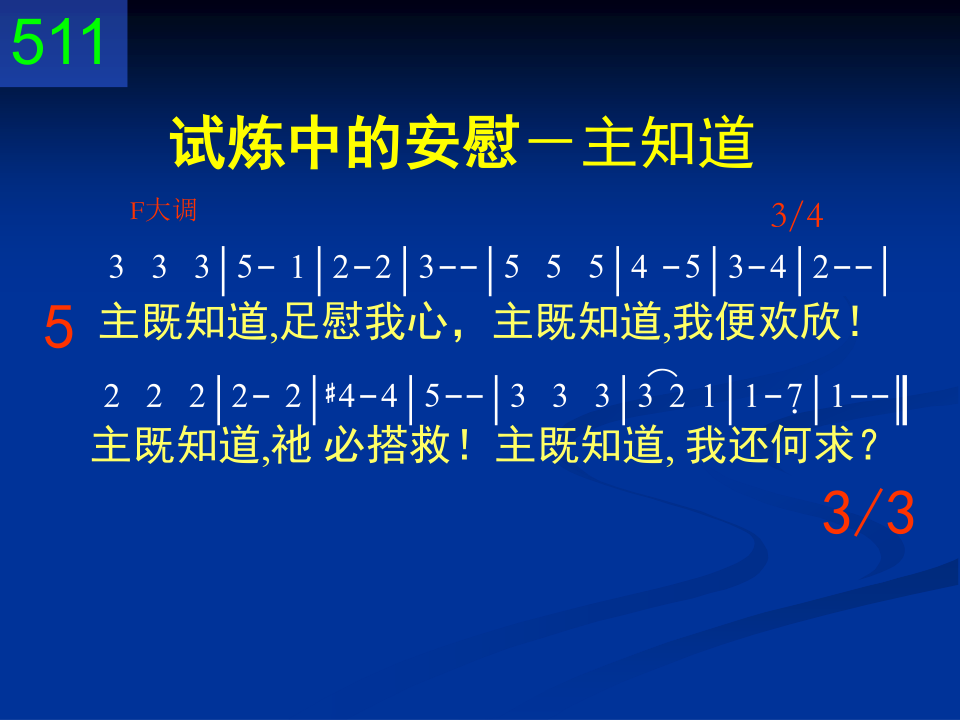 511
试炼中的安慰－主知道
F大调 3/4
3 3 3|5- 1|2-2|3--|5 5 5|4 -5|3-4|2--|
5 主既知道,足慰我心，主既知道,我便欢欣！
2 2 2|2- 2|♯4-4|5--|3 3 3|3 2 1|1-7̣|1--‖
主既知道,祂 必搭救！主既知道, 我还何求？
3/3